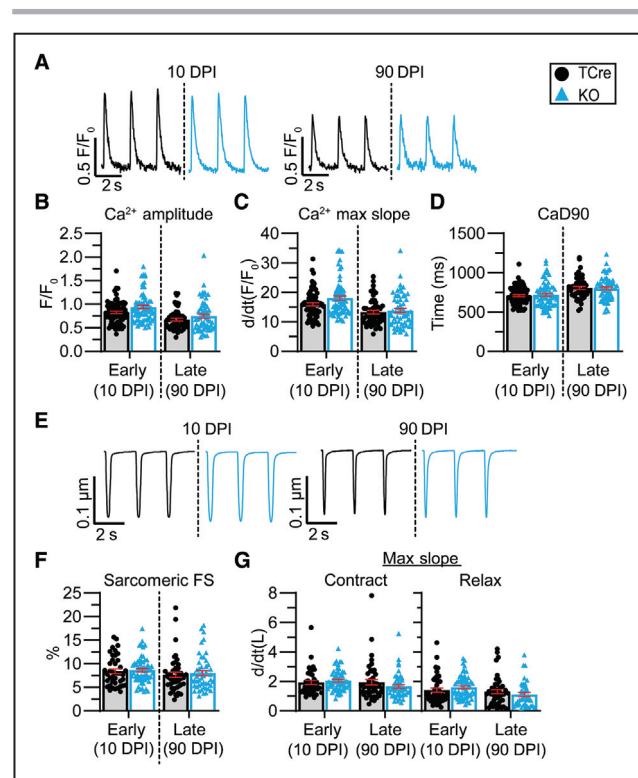 A
10 DPI
90 DPI
TCre
KO
0.5 F/F₀
2 s
0.5 F/F₀
2 s
B
Ca²⁺ amplitude
F/F₀
2.5
2.0
1.5
1.0
0.5
0.0
Early
(10 DPI)
Late
(90 DPI)
C
Ca²⁺ max slope
d/dt(F/F₀)
40
30
20
10
0
Early
(10 DPI)
Late
(90 DPI)
D
CaD90
Time (ms)
1500
1000
500
0
Early
(10 DPI)
Late
(90 DPI)
E
10 DPI
90 DPI
0.1 µm
2 s
0.1 µm
2 s
F
Sarcomeric FS
%
25
20
15
10
5
0
Early
(10 DPI)
Late
(90 DPI)
G
Max slope
Contract
Relax
d/dt(L)
8
6
4
2
0
Early
(10 DPI)
Late
(90 DPI)
Early
(10 DPI)
Late
(90 DPI)